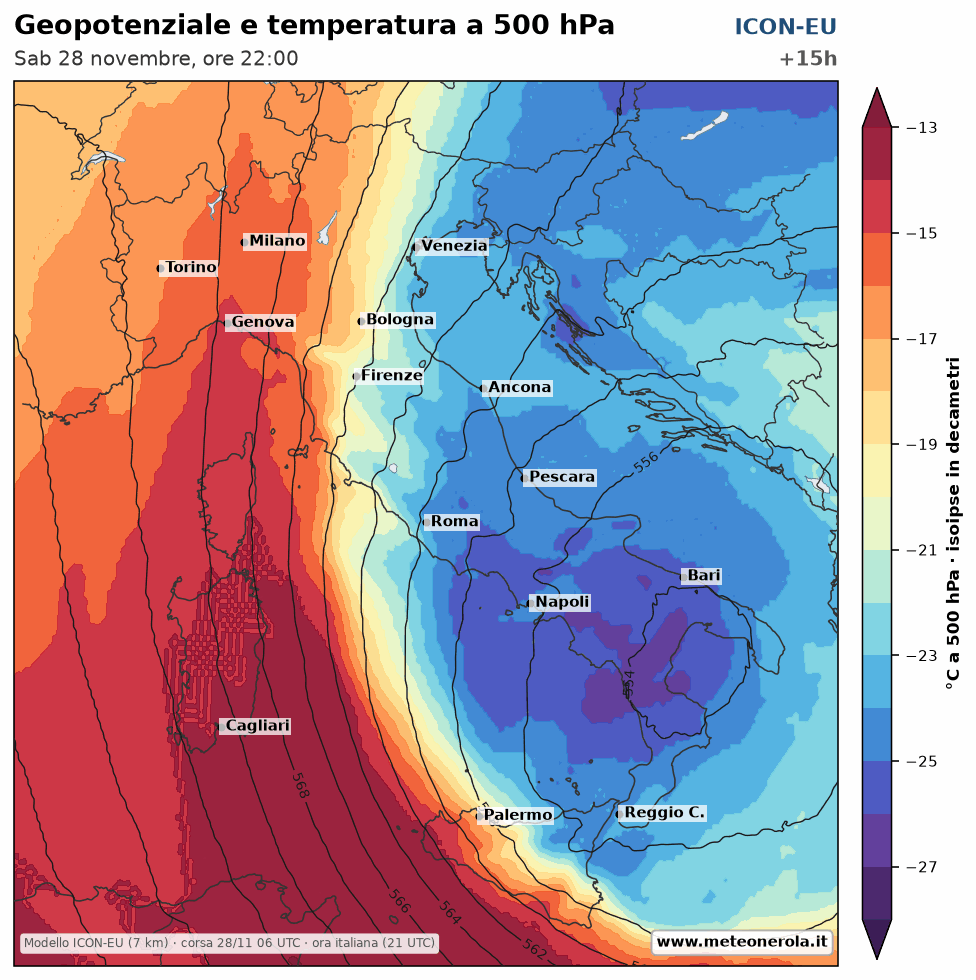 Geopotenziale e temperatura a 500 hPa
ICON-EU
Sab 28 novembre, ore 22:00
+15h
−13
−15
−17
−19
−21
−23
−25
−27
°C a 500 hPa · isoipse in decametri
Milano
Venezia
Torino
Genova
Bologna
Firenze
Ancona
556
Pescara
Roma
Bari
Napoli
554
Cagliari
568
Palermo
Reggio C.
566
564
562
Modello ICON-EU (7 km) · corsa 28/11 06 UTC · ora italiana (21 UTC)
www.meteonerola.it